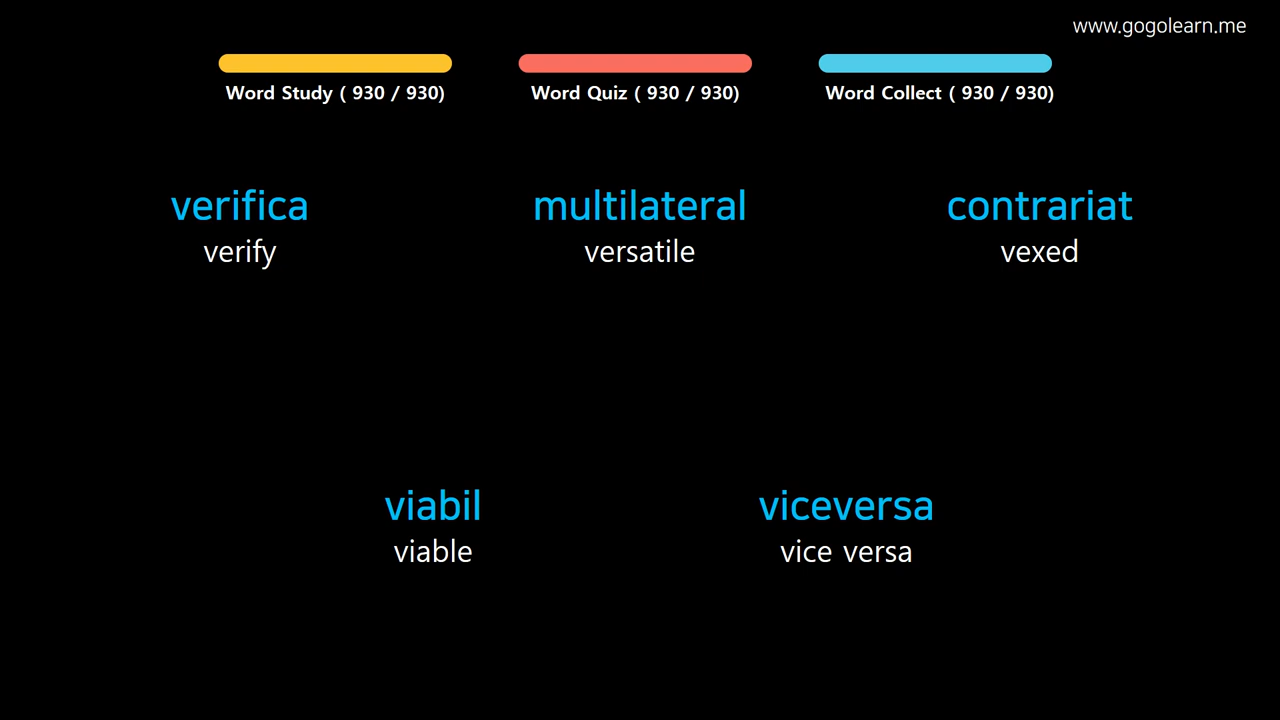 www.gogolearn.me
Word Study ( 930 / 930)
Word Quiz ( 930 / 930)
Word Collect ( 930 / 930)
verifica
verify
multilateral
versatile
contrariat
vexed
viabil
viable
viceversa
vice versa